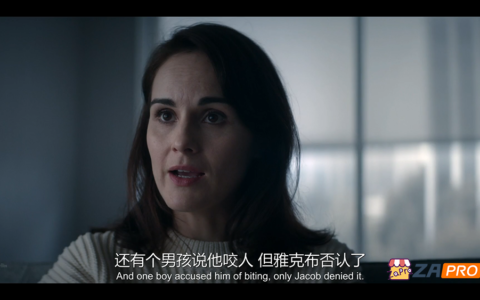 还有个男孩说他咬人 但雅克布否认了
And one boy accused him of biting, only Jacob denied it.
ZaPro
ZAPRO